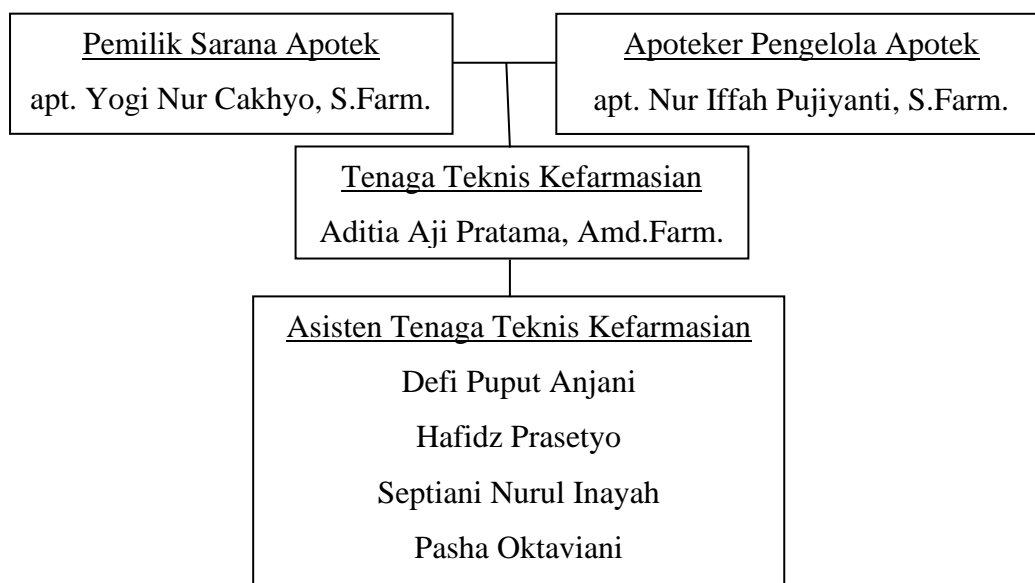 Pemilik Sarana Apotek
apt. Yogi Nur Cakhyo, S.Farm.
Apoteker Pengelola Apotek
apt. Nur Iffah Pujiyanti, S.Farm.
Tenaga Teknis Kefarmasian
Aditia Aji Pratama, Amd.Farm.
Asisten Tenaga Teknis Kefarmasian
Defi Puput Anjani
Hafidz Prasetyo
Septiani Nurul Inayah
Pasha Oktaviani